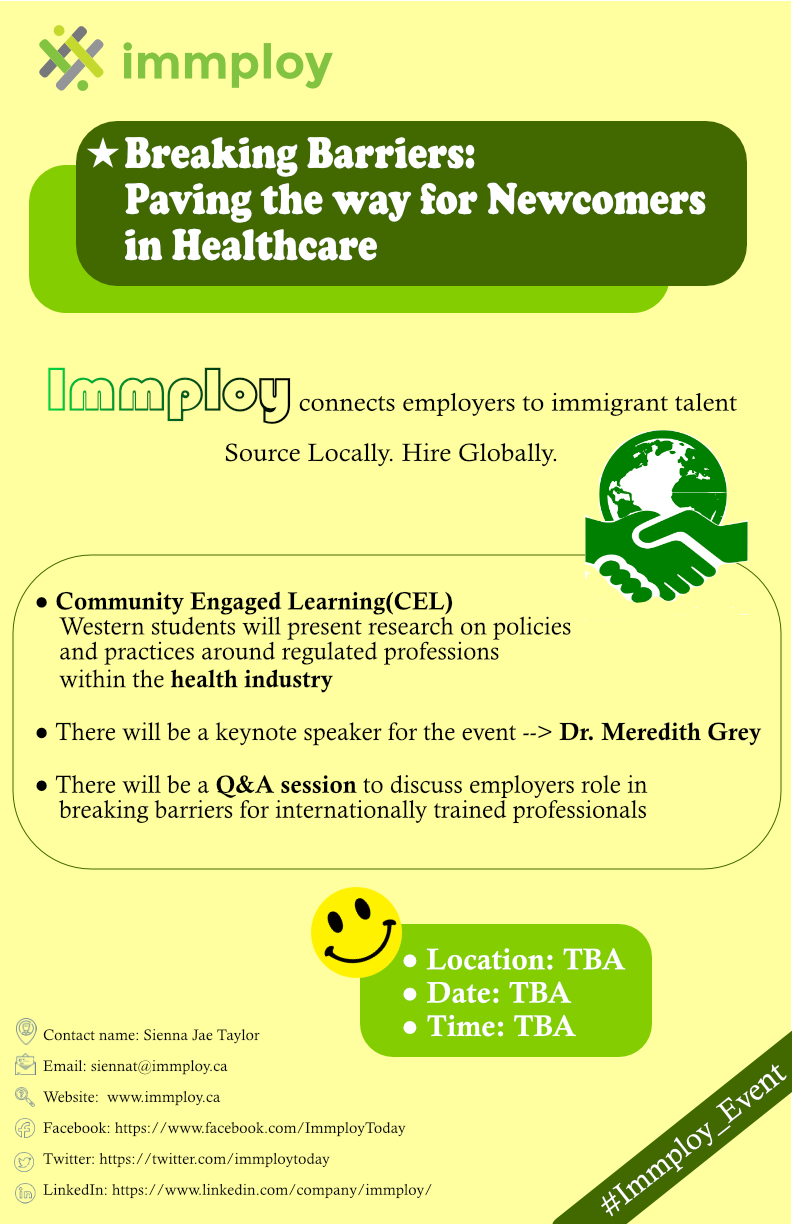 immploy
★ Breaking Barriers:
Paving the way for Newcomers
in Healthcare
Immploy connects employers to immigrant talent
Source Locally. Hire Globally.
● Community Engaged Learning(CEL)
Western students will present research on policies
and practices around regulated professions
within the health industry
● There will be a keynote speaker for the event --> Dr. Meredith Grey
● There will be a Q&A session to discuss employers role in
breaking barriers for internationally trained professionals
● Location: TBA
● Date: TBA
● Time: TBA
Contact name: Sienna Jae Taylor
Email: siennat@immploy.ca
Website:  www.immploy.ca
Facebook: https://www.facebook.com/ImmployToday
Twitter: https://twitter.com/immploytoday
LinkedIn: https://www.linkedin.com/company/immploy/
#Immploy_Event